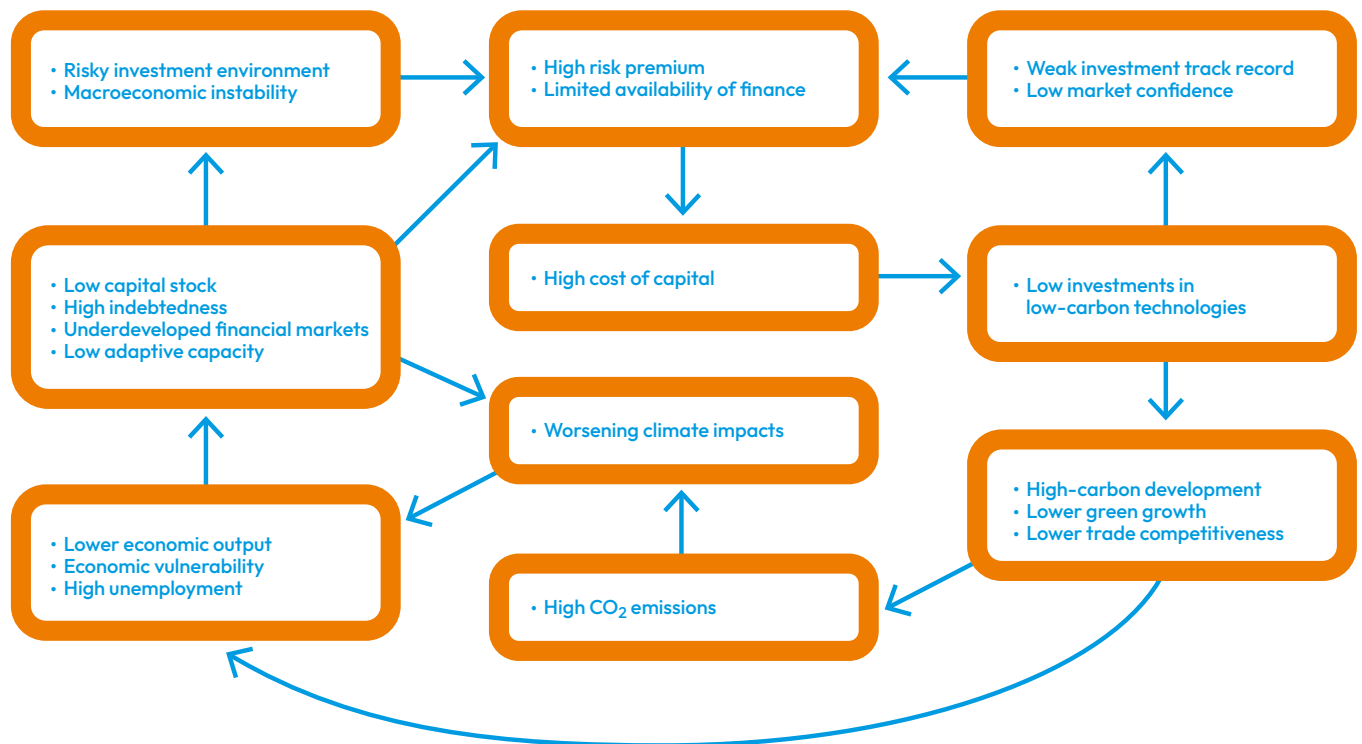 • Risky investment environment
• Macroeconomic instability
• High risk premium
• Limited availability of finance
• Weak investment track record
• Low market confidence
• Low capital stock
• High indebtedness
• Underdeveloped financial markets
• Low adaptive capacity
• High cost of capital
• Low investments in
low-carbon technologies
• Worsening climate impacts
• High-carbon development
• Lower green growth
• Lower trade competitiveness
• Lower economic output
• Economic vulnerability
• High unemployment
• High CO₂ emissions